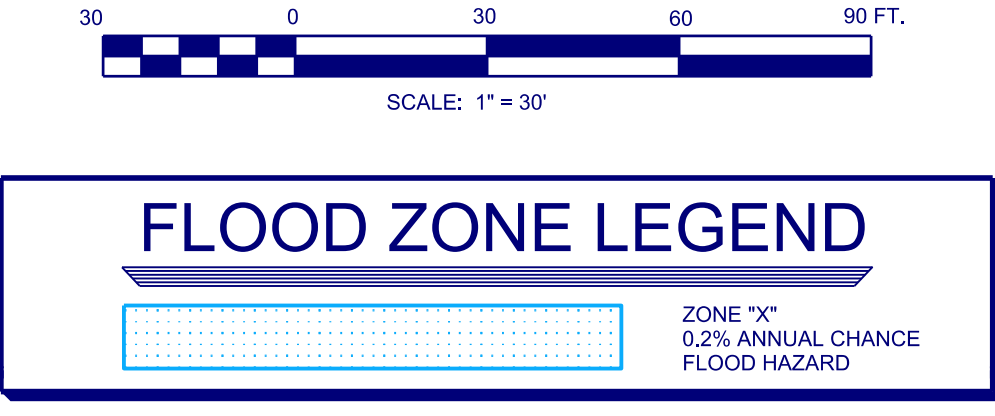 30 0 30 60 90 FT.
SCALE: 1" = 30'
FLOOD ZONE LEGEND
ZONE "X"
0.2% ANNUAL CHANCE
FLOOD HAZARD